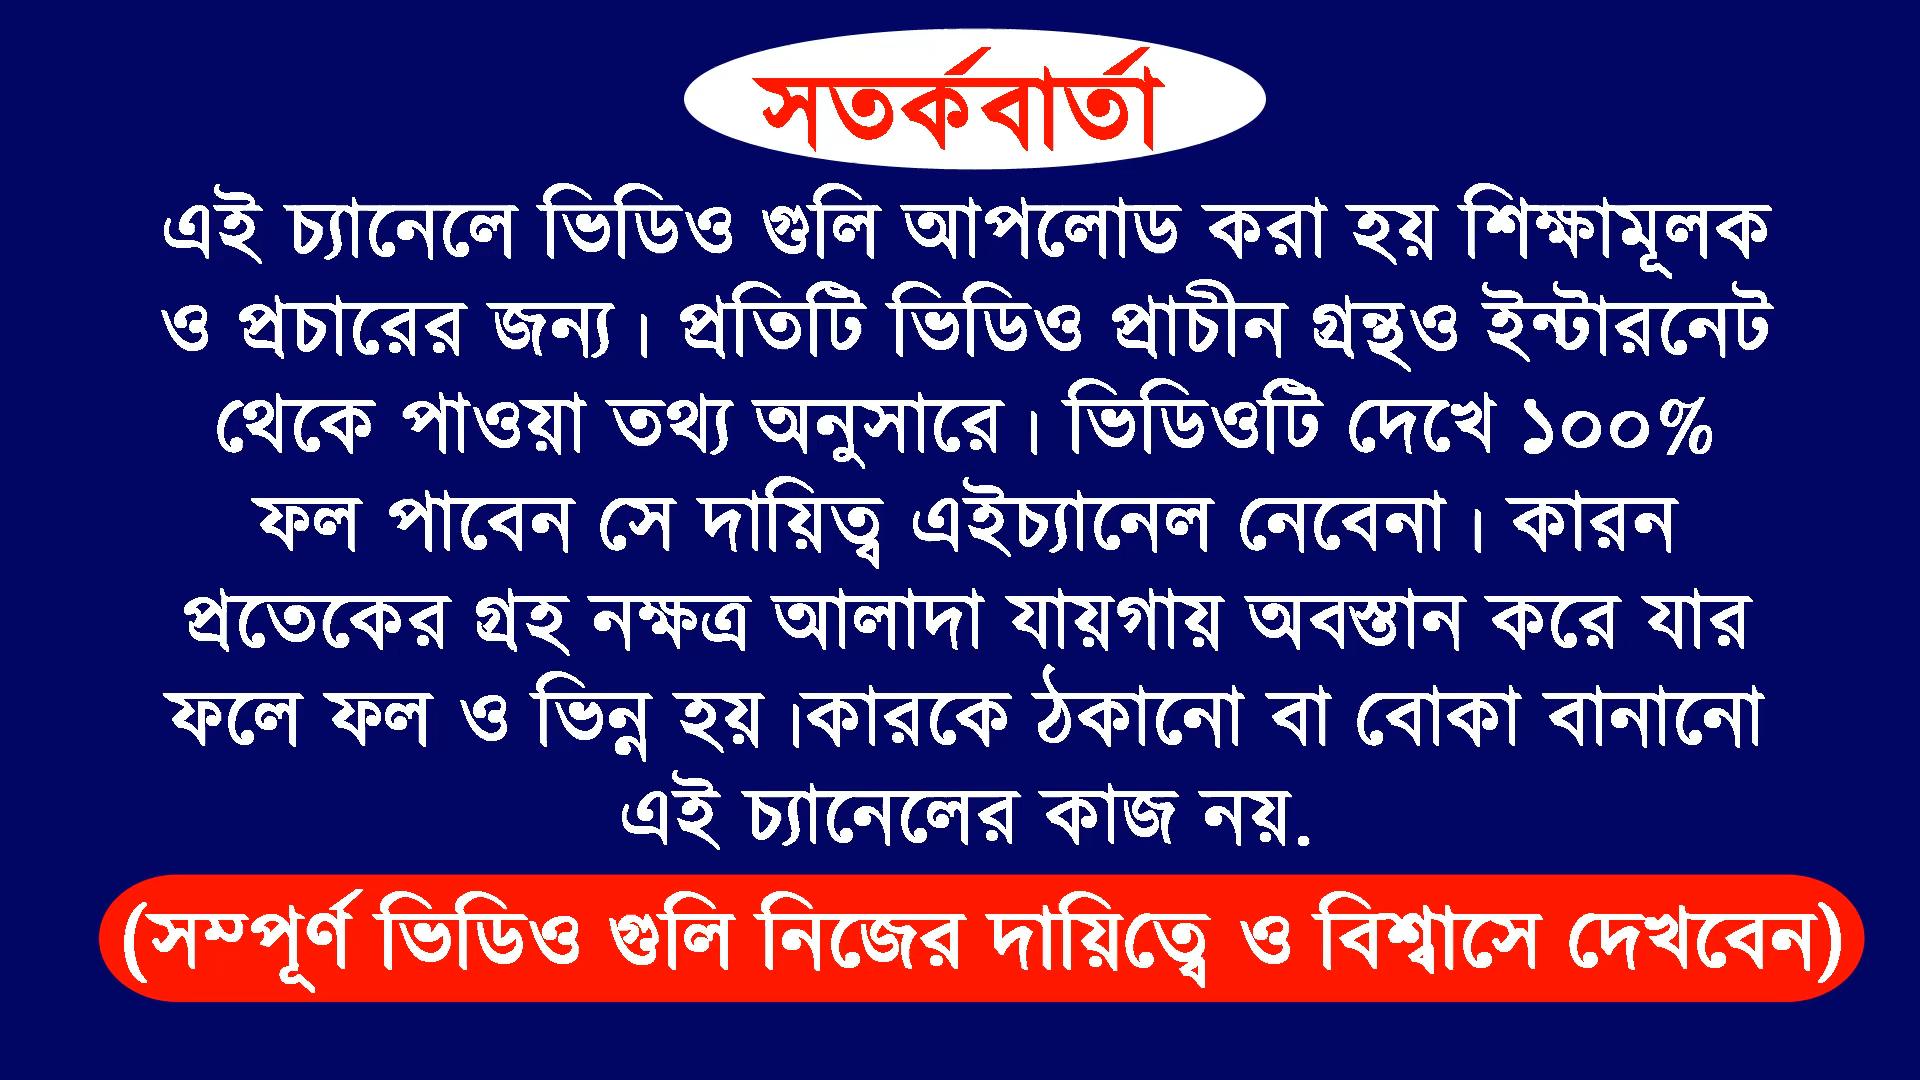 সতর্কবার্তা
এই চ্যানেলে ভিডিও গুলি আপলোড করা হয় শিক্ষামূলক
ও প্রচারের জন্য। প্রতিটি ভিডিও প্রাচীন গ্রন্থও ইন্টারনেট
থেকে পাওয়া তথ্য অনুসারে। ভিডিওটি দেখে ১০০%
ফল পাবেন সে দায়িত্ব এইচ্যানেল নেবেনা। কারন
প্রতেকের গ্রহ নক্ষত্র আলাদা যায়গায় অবস্তান করে যার
ফলে ফল ও ভিন্ন হয়।কারকে ঠকানো বা বোকা বানানো
এই চ্যানেলের কাজ নয়.
(সম্পূর্ণ ভিডিও গুলি নিজের দায়িত্বে ও বিশ্বাসে দেখবেন)